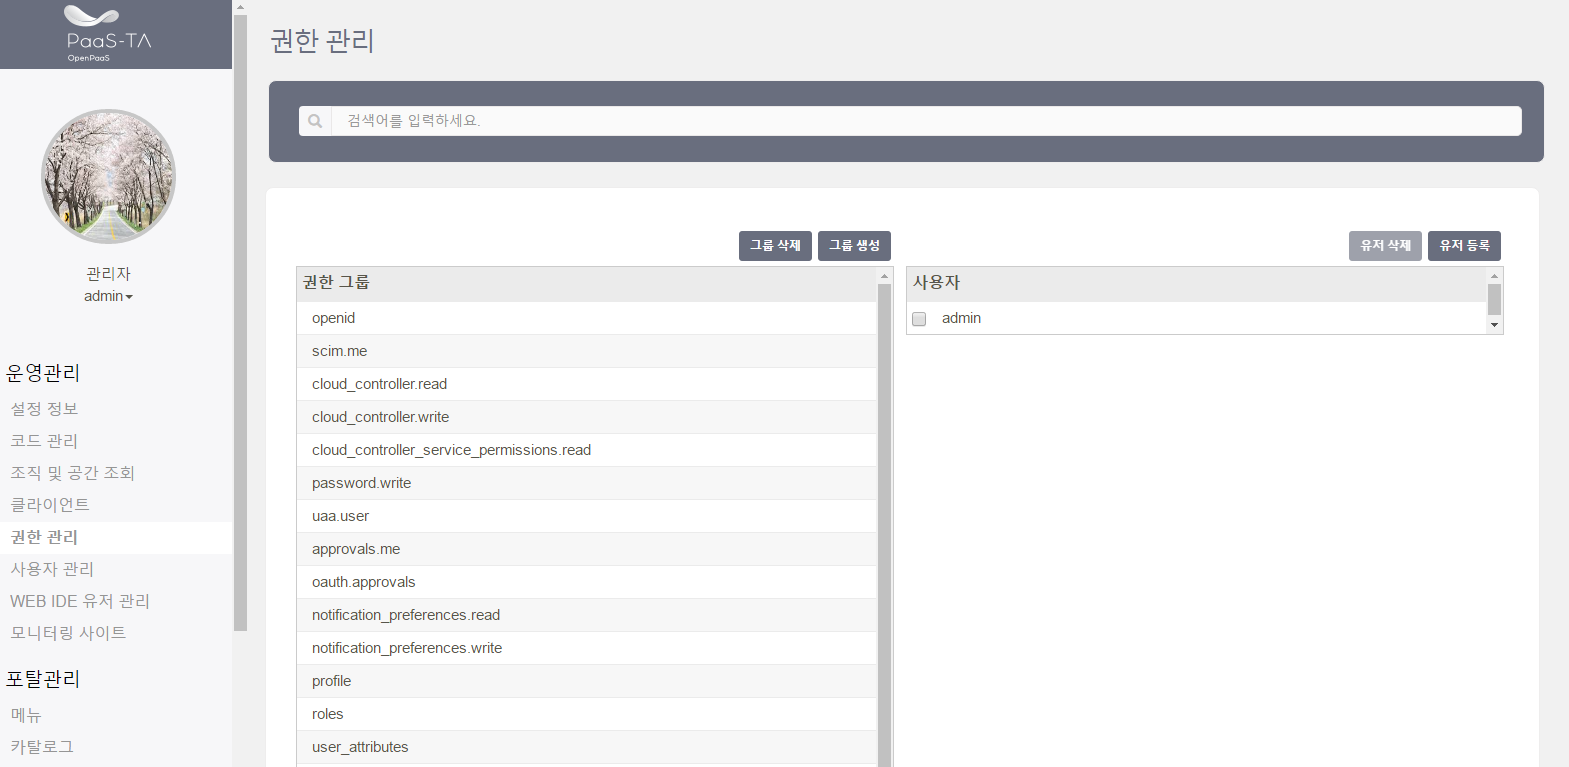 PaaS-TA
OpenPaaS
관리자
admin
운영관리
설정 정보
코드 관리
조직 및 공간 조회
클라이언트
권한 관리
사용자 관리
WEB IDE 유저 관리
모니터링 사이트
포탈관리
메뉴
카탈로그
권한 관리
검색어를 입력하세요.
그룹 삭제 그룹 생성
권한 그룹
openid
scim.me
cloud_controller.read
cloud_controller.write
cloud_controller_service_permissions.read
password.write
uaa.user
approvals.me
oauth.approvals
notification_preferences.read
notification_preferences.write
profile
roles
user_attributes
유저 삭제 유저 등록
사용자
admin